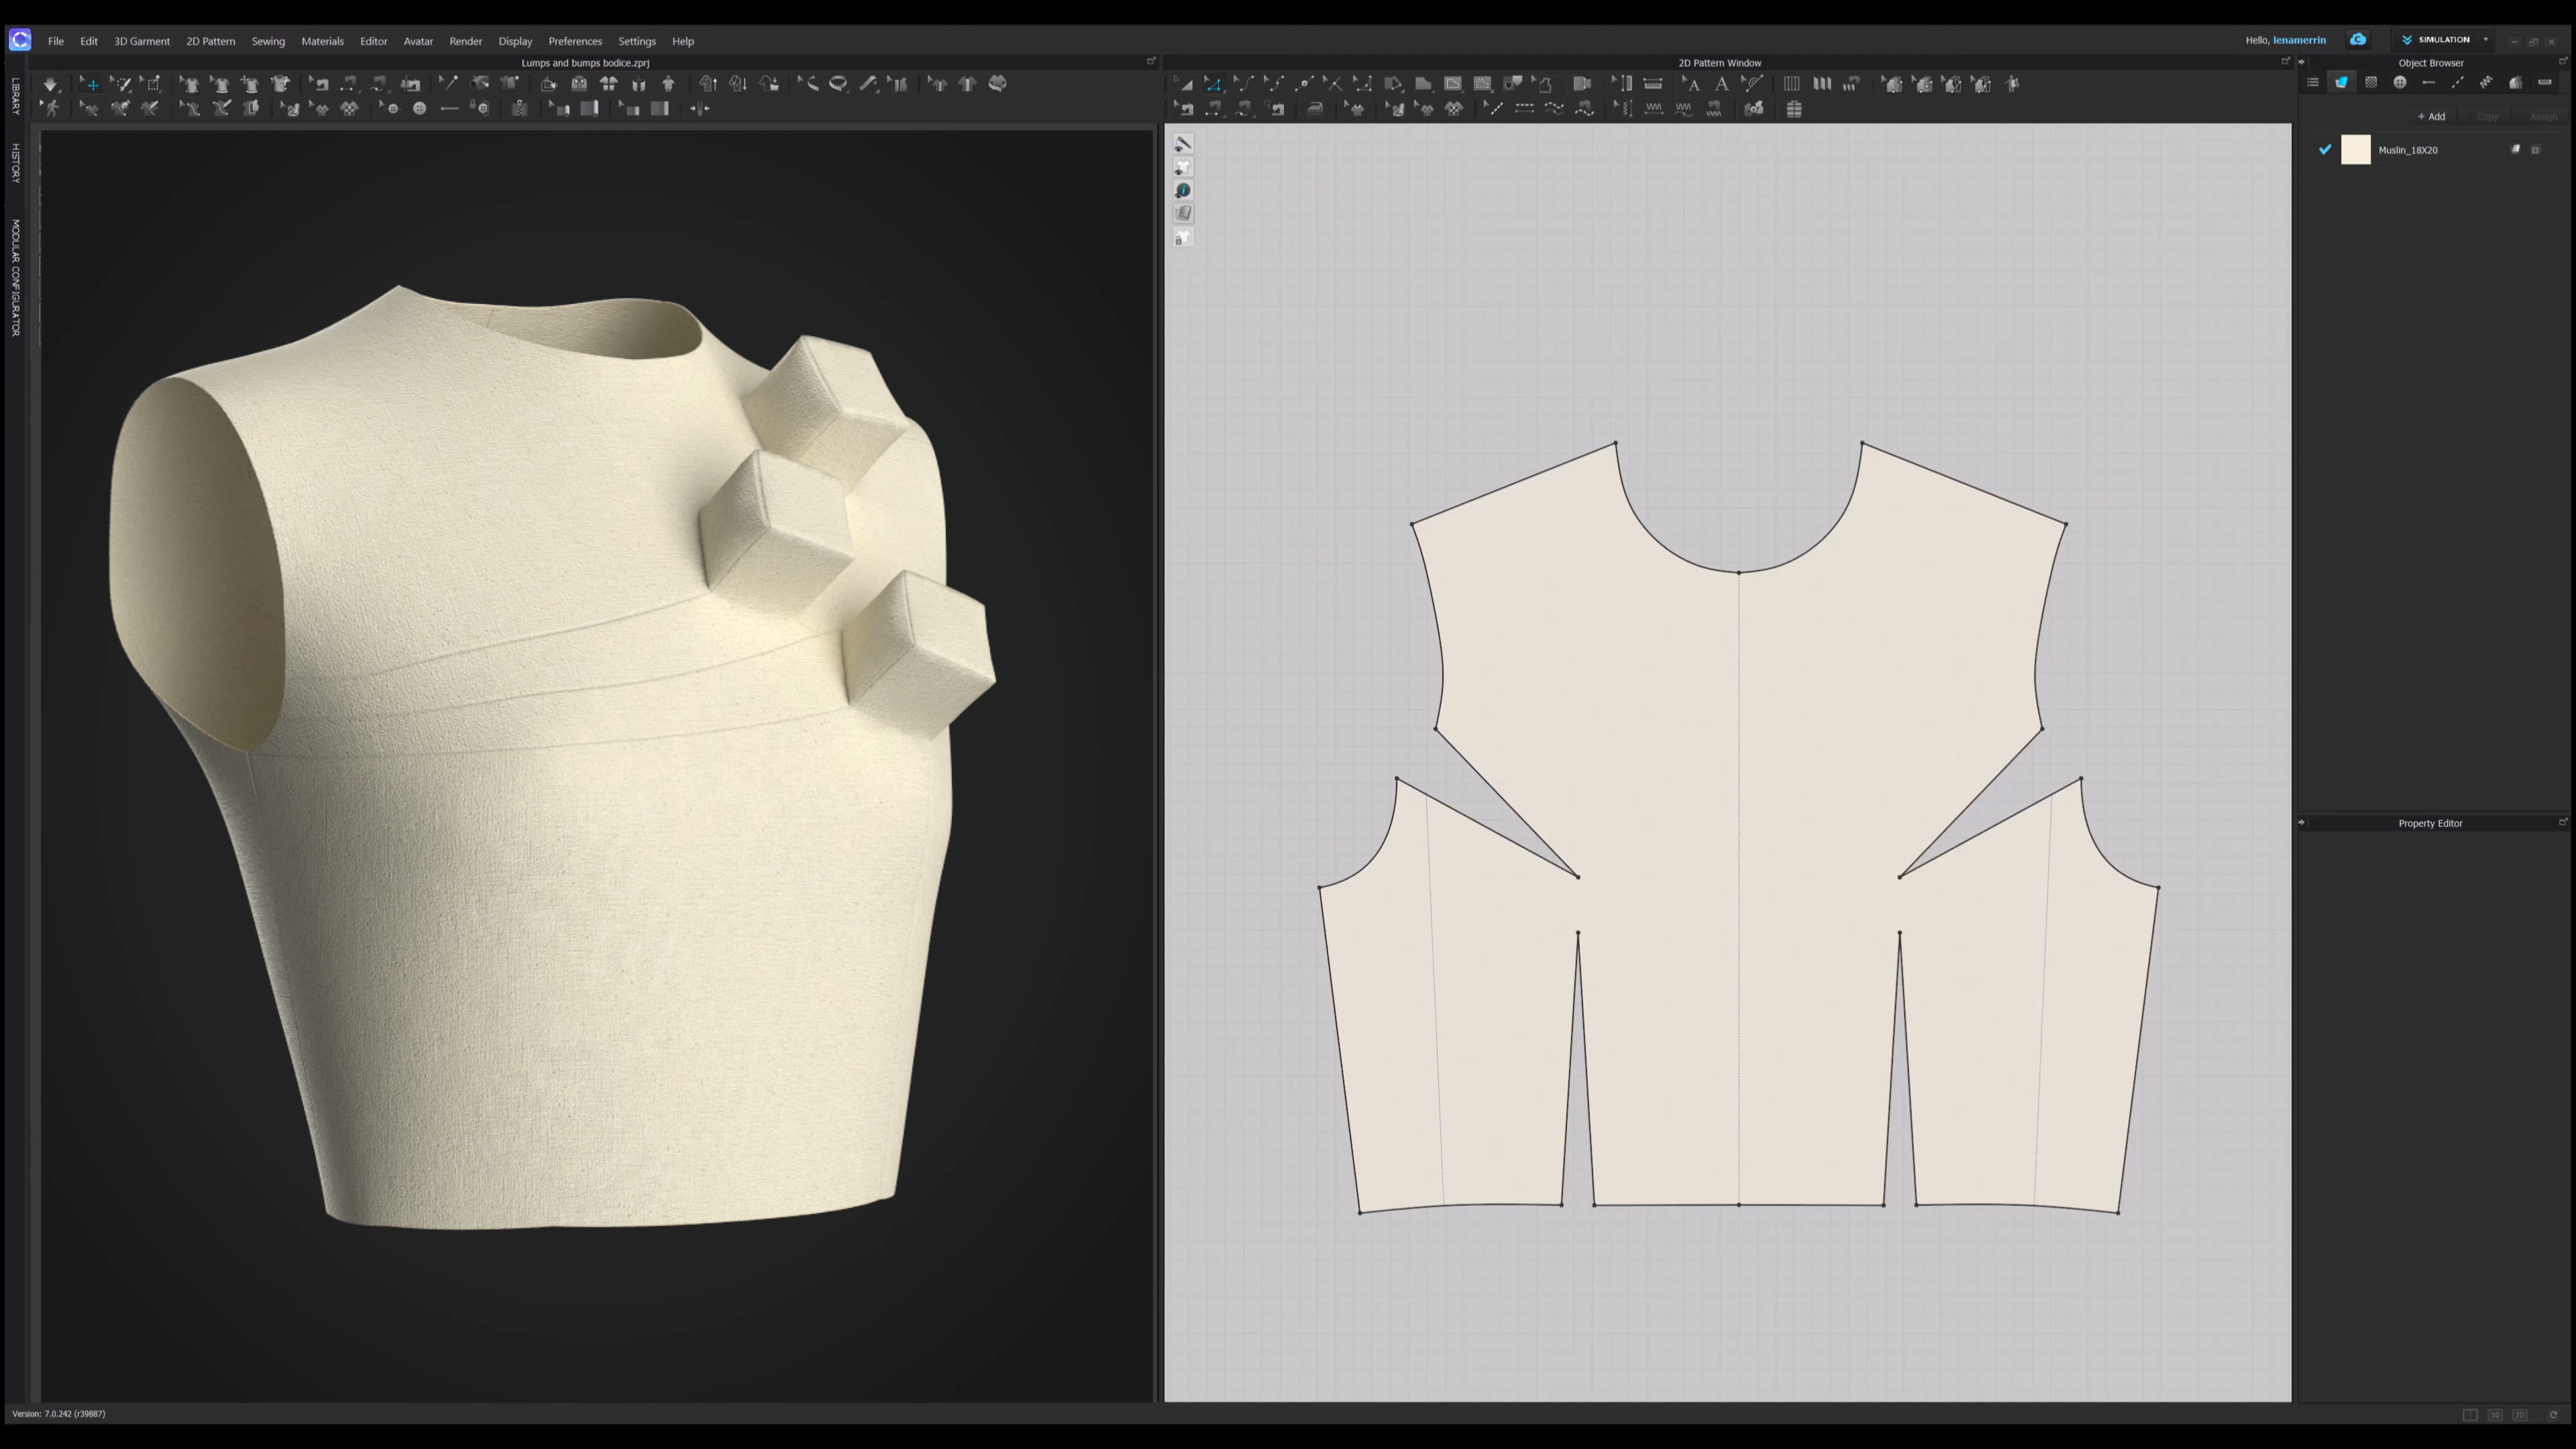 File Edit 3D Garment 2D Pattern Sewing Materials Editor Avatar Render Display Preferences Settings Help
Hello, lenamerrin
SIMULATION
Lumps and bumps bodice.zprj
2D Pattern Window
Object Browser
LIBRARY
HISTORY
MODULAR CONFIGURATOR
+ Add Copy Assign
Muslin_18X20
Property Editor
Version: 7.0.242 (r39887)
3D
2D